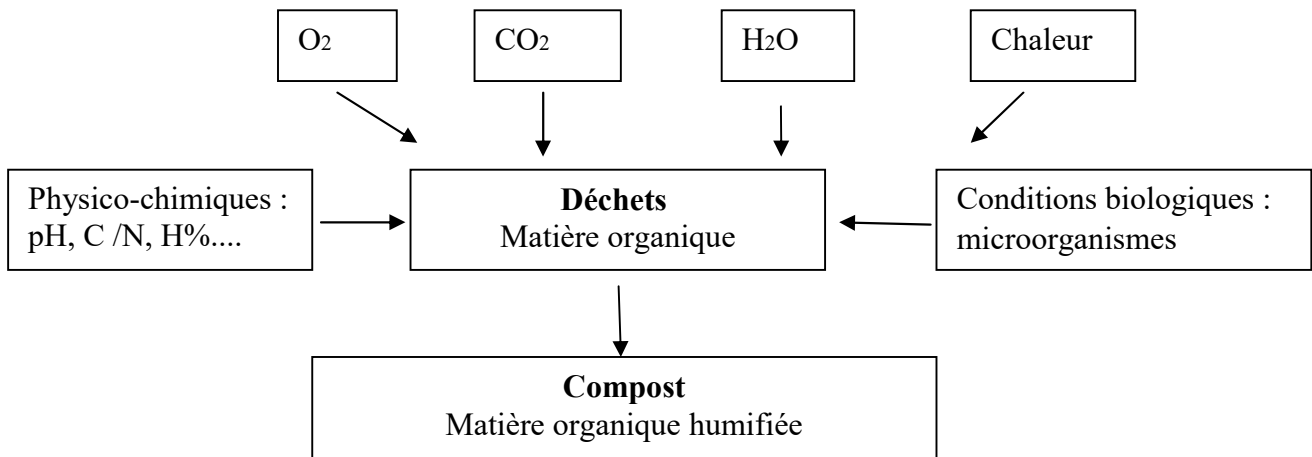 O2
CO2
H2O
Chaleur
Physico-chimiques :
pH, C /N, H%....
Déchets
Matière organique
Conditions biologiques :
microorganismes
Compost
Matière organique humifiée